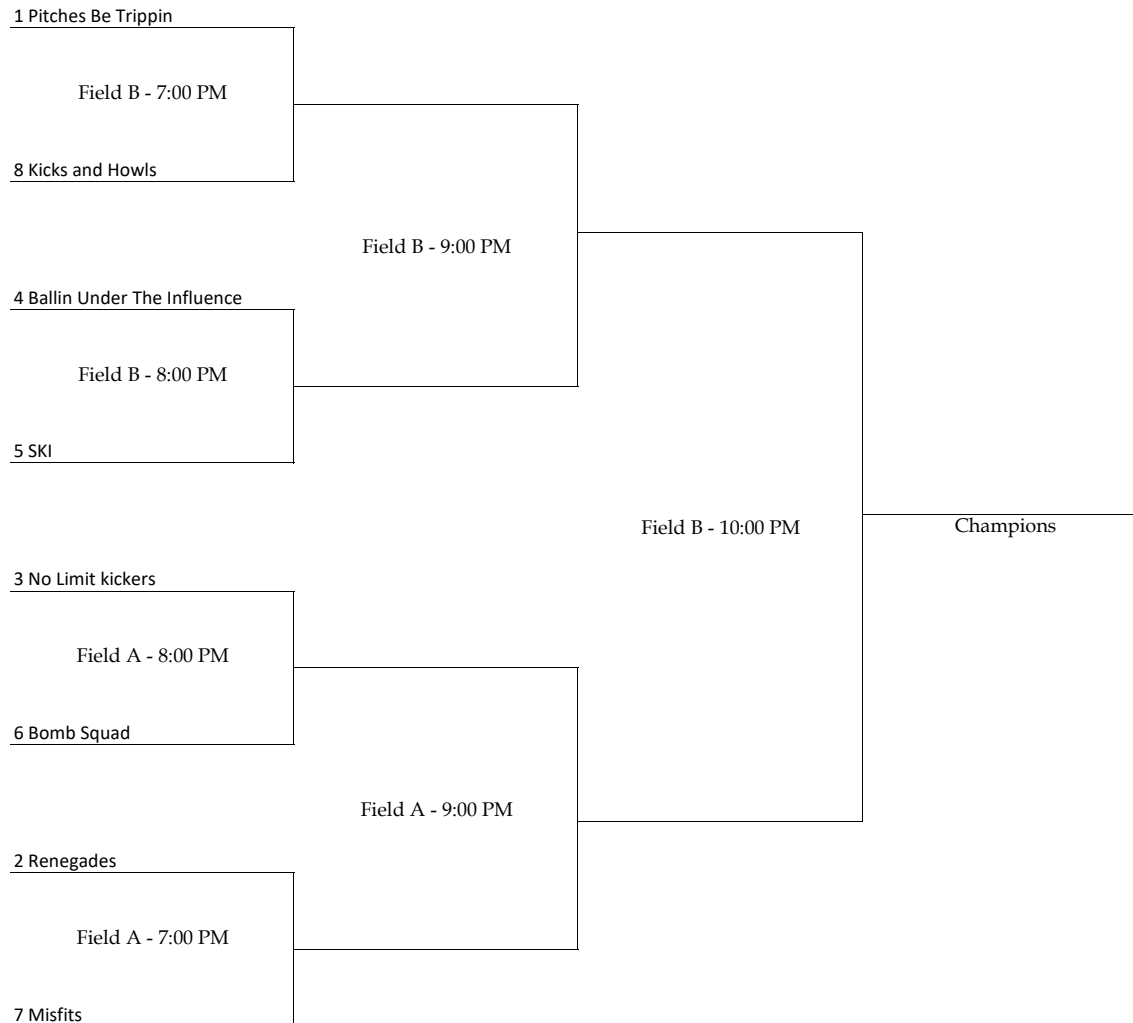 1 Pitches Be Trippin
Field B - 7:00 PM
8 Kicks and Howls
Field B - 9:00 PM
4 Ballin Under The Influence
Field B - 8:00 PM
5 SKI
Field B - 10:00 PM
Champions
3 No Limit kickers
Field A - 8:00 PM
6 Bomb Squad
Field A - 9:00 PM
2 Renegades
Field A - 7:00 PM
7 Misfits